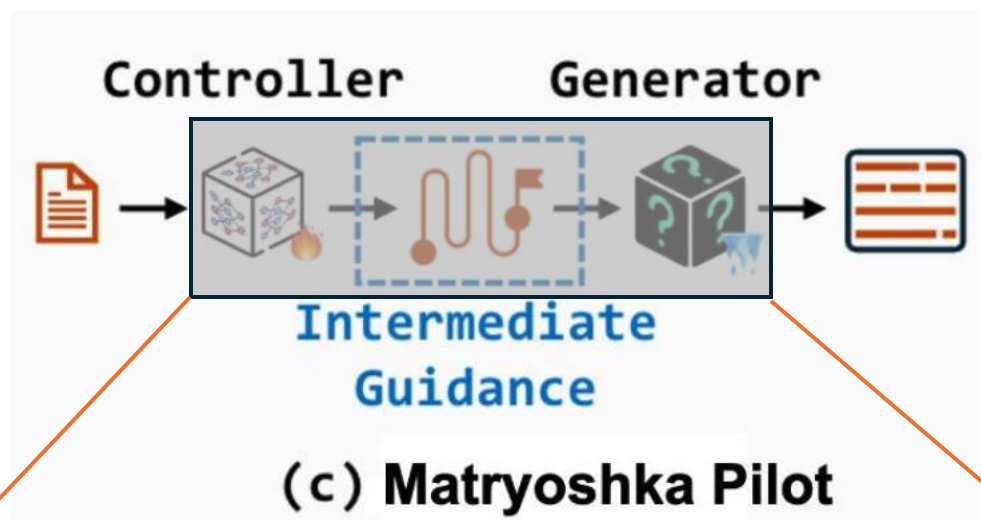 Controller Generator
? ? ?
Intermediate
Guidance
(c) Matryoshka Pilot